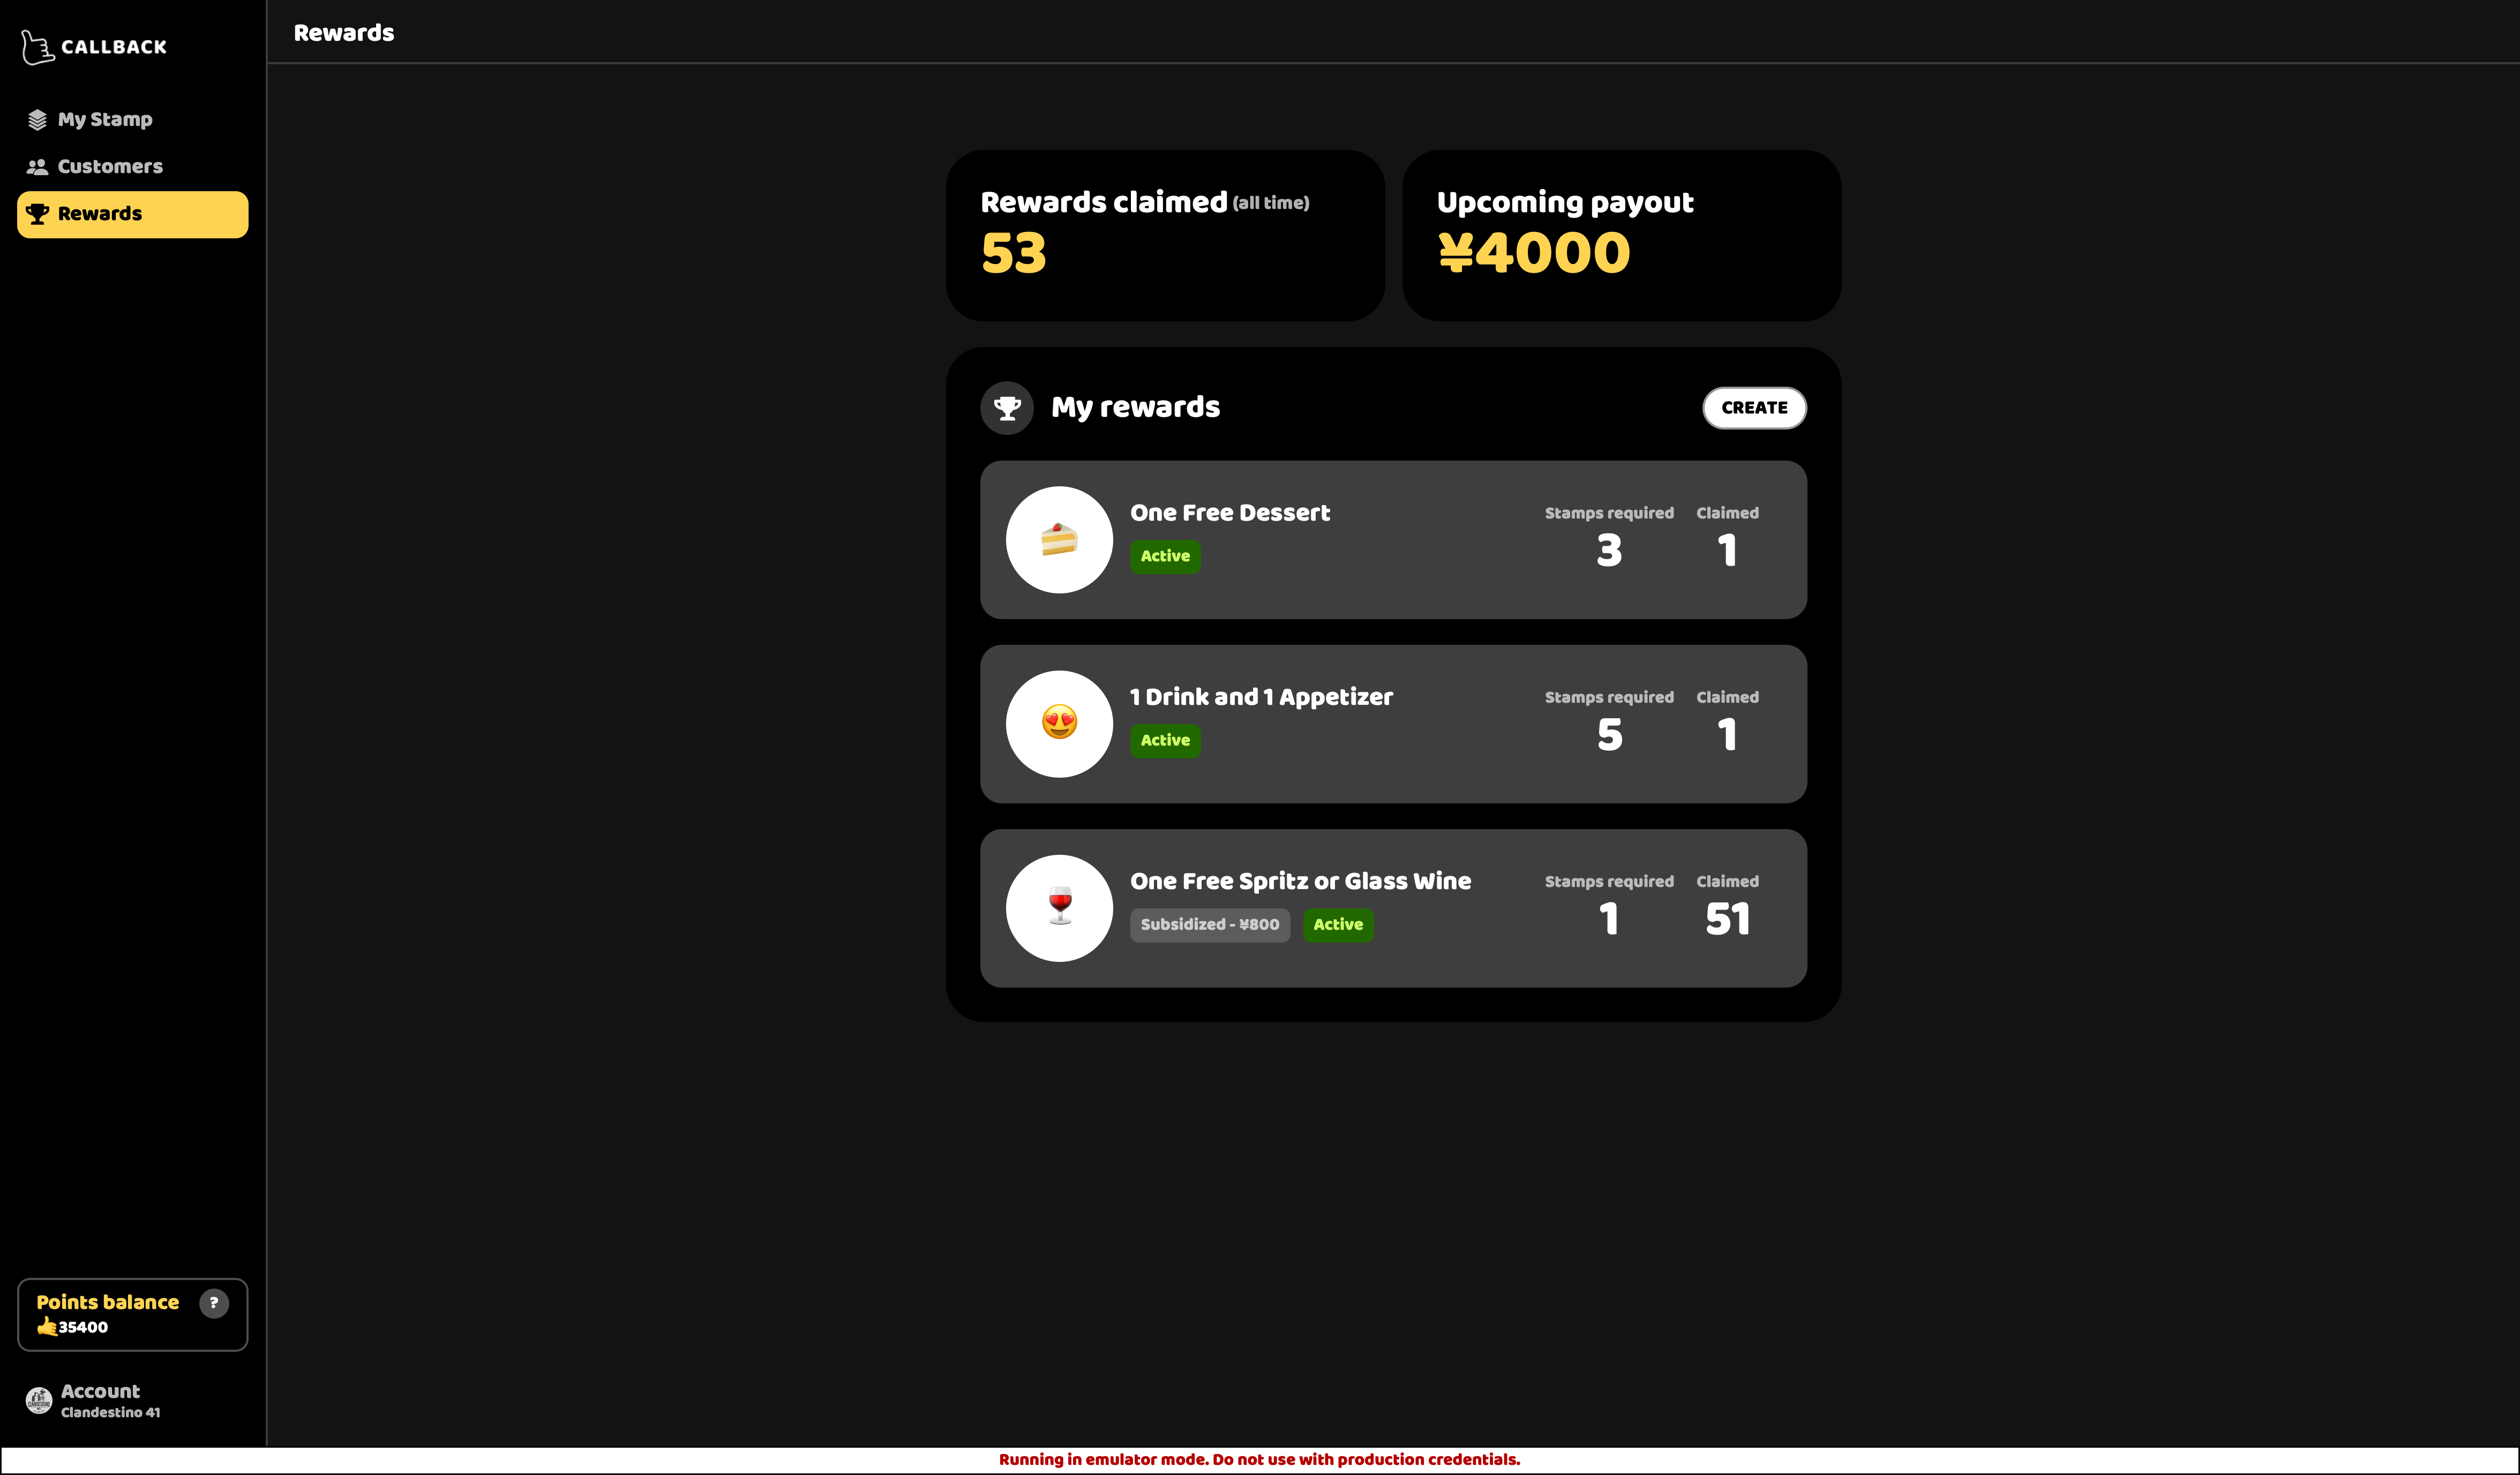 CALLBACK
My Stamp
Customers
Rewards
Points balance
?
35400
Account
Clandestino 41
Rewards
Rewards claimed (all time)
53
Upcoming payout
¥4000
My rewards
CREATE
One Free Dessert
Active
Stamps required
3
Claimed
1
1 Drink and 1 Appetizer
Active
Stamps required
5
Claimed
1
One Free Spritz or Glass Wine
Subsidized - ¥800
Active
Stamps required
1
Claimed
51
Running in emulator mode. Do not use with production credentials.